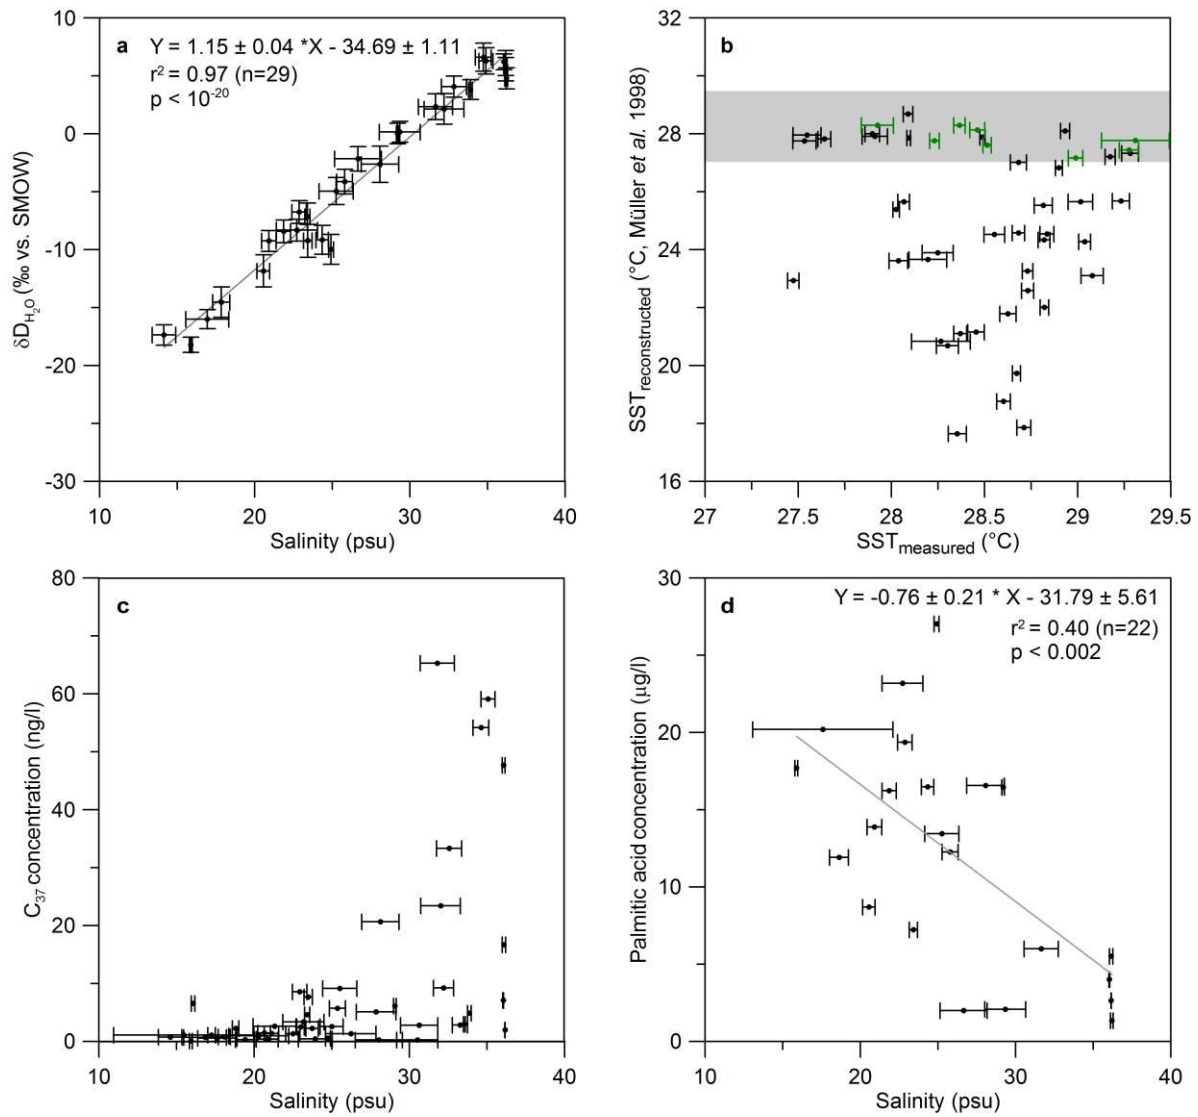 a
Y = 1.15 ± 0.04 *X - 34.69 ± 1.11
r² = 0.97 (n=29)
p < 10⁻²⁰
10
0
-10
-20
-30
δD_H₂O (‰ vs. SMOW)
10
20
30
40
Salinity (psu)
b
32
28
24
20
16
SST_reconstructed (°C, Müller et al. 1998)
27
27.5
28
28.5
29
29.5
SST_measured (°C)
c
80
60
40
20
0
C₃₇ concentration (ng/l)
10
20
30
40
Salinity (psu)
d
Y = -0.76 ± 0.21 * X - 31.79 ± 5.61
r² = 0.40 (n=22)
p < 0.002
30
20
10
0
Palmitic acid concentration (µg/l)
10
20
30
40
Salinity (psu)